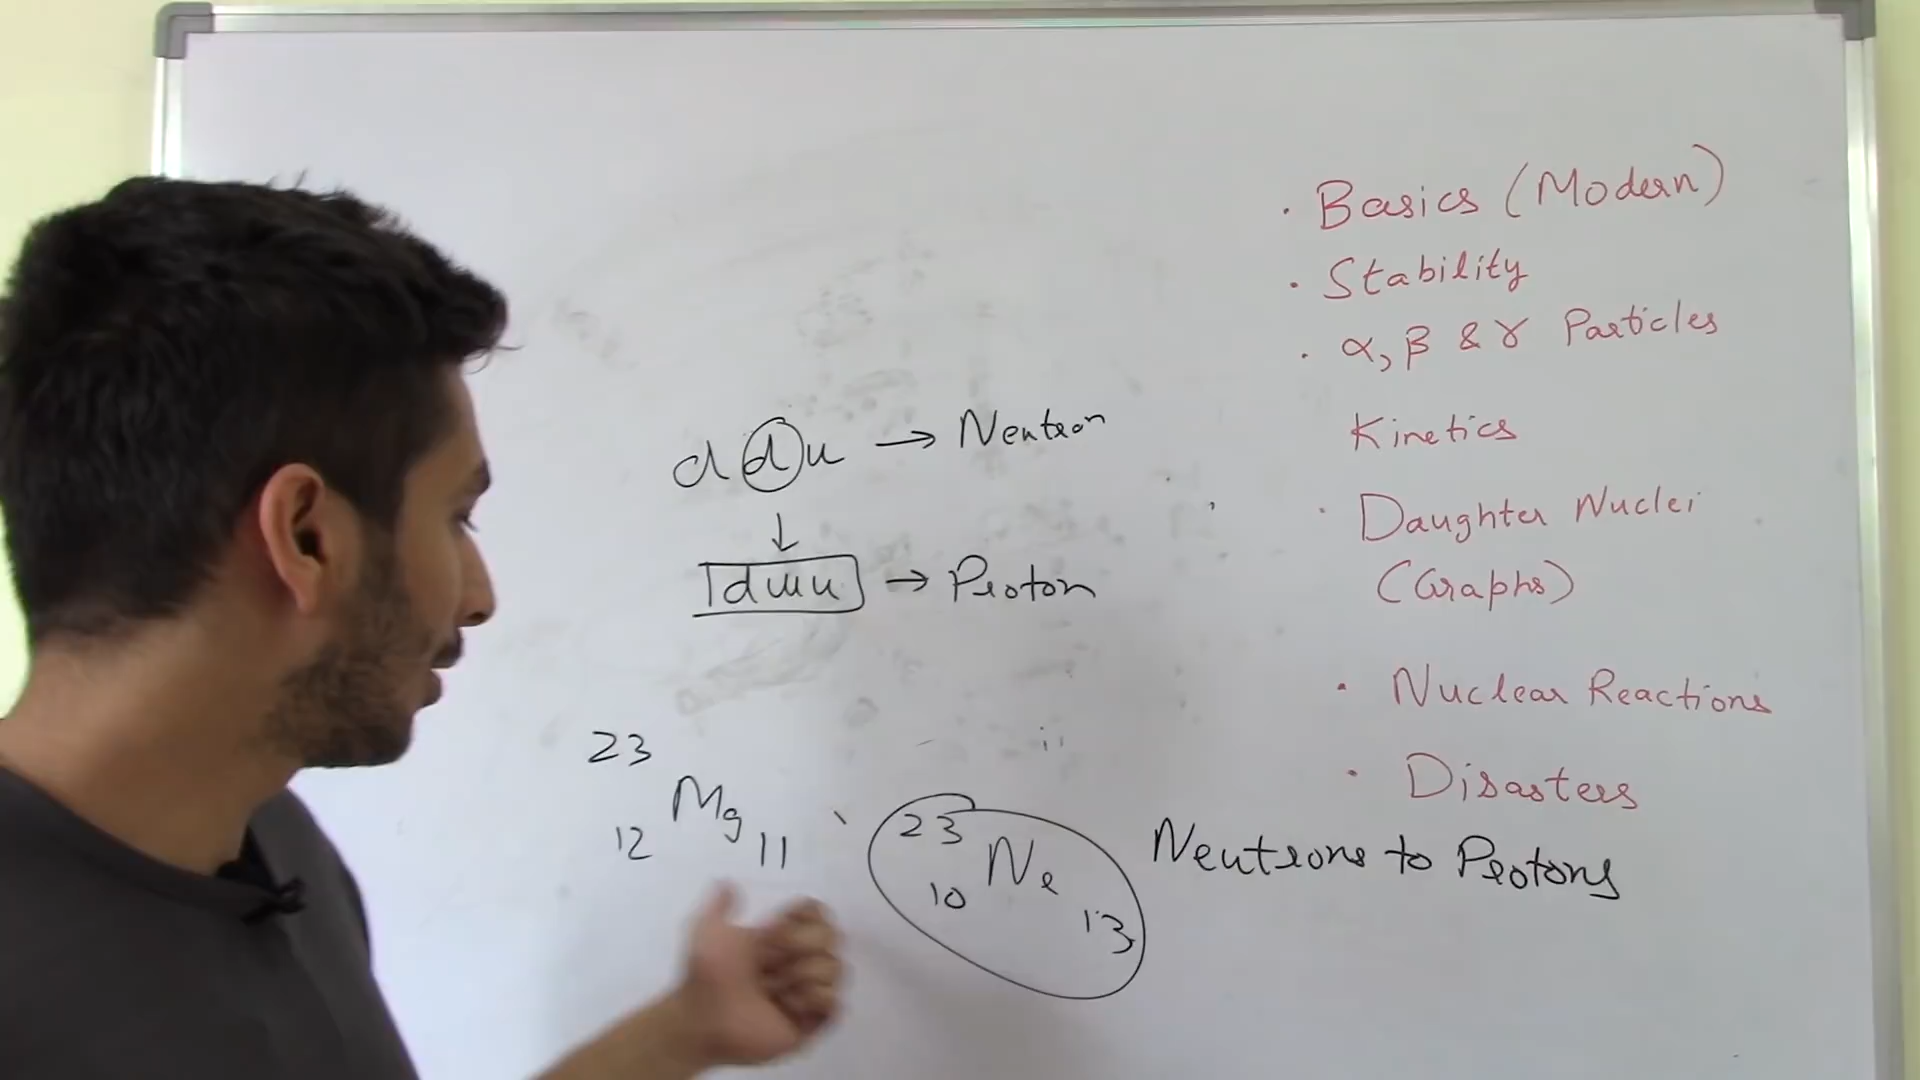 ddu → Neutron
↓
duu → Proton
23
Mg
12
11
23
Ne
10
13
Neutrons to Protons
· Basics (Modern)
· Stability
· α, β & γ Particles
Kinetics
· Daughter Nuclei
(Graphs)
· Nuclear Reactions
· Disasters